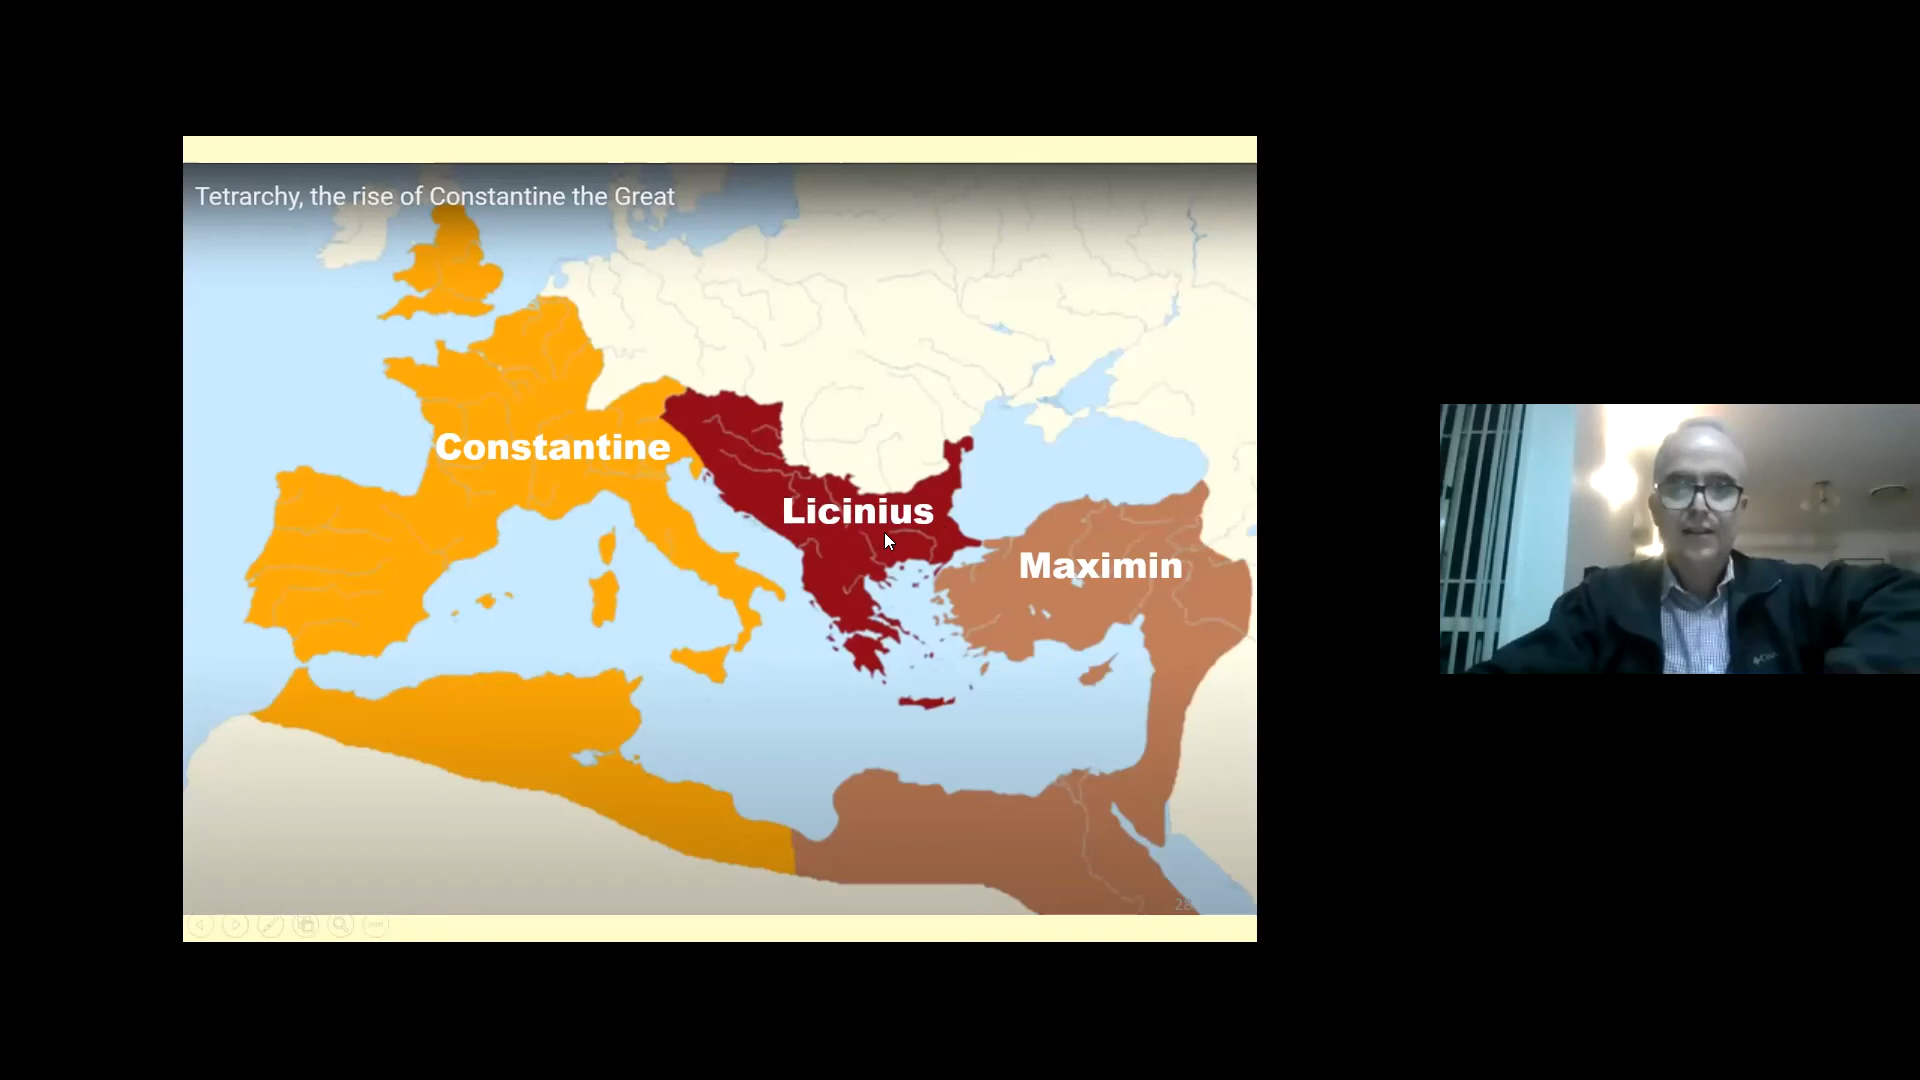 Tetrarchy, the rise of Constantine the Great
Constantine
Licinius
Maximin